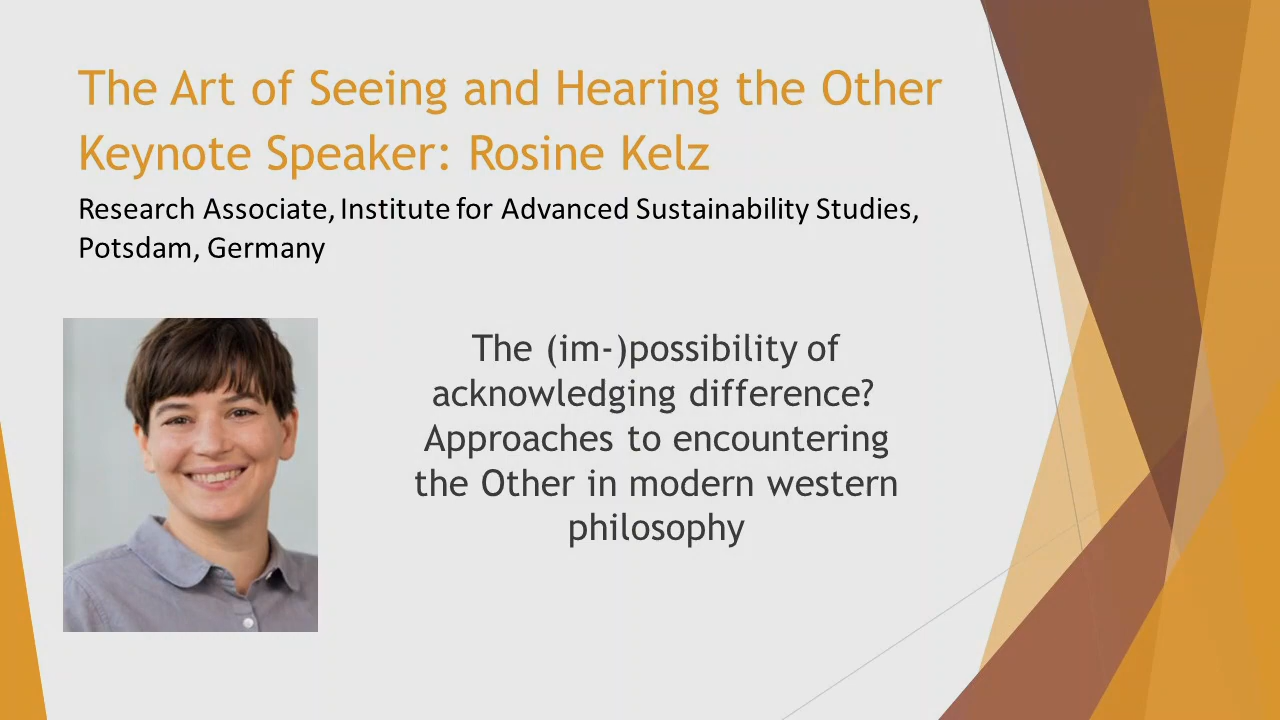 The Art of Seeing and Hearing the Other
Keynote Speaker: Rosine Kelz
Research Associate, Institute for Advanced Sustainability Studies,
Potsdam, Germany
The (im-)possibility of
acknowledging difference?
Approaches to encountering
the Other in modern western
philosophy